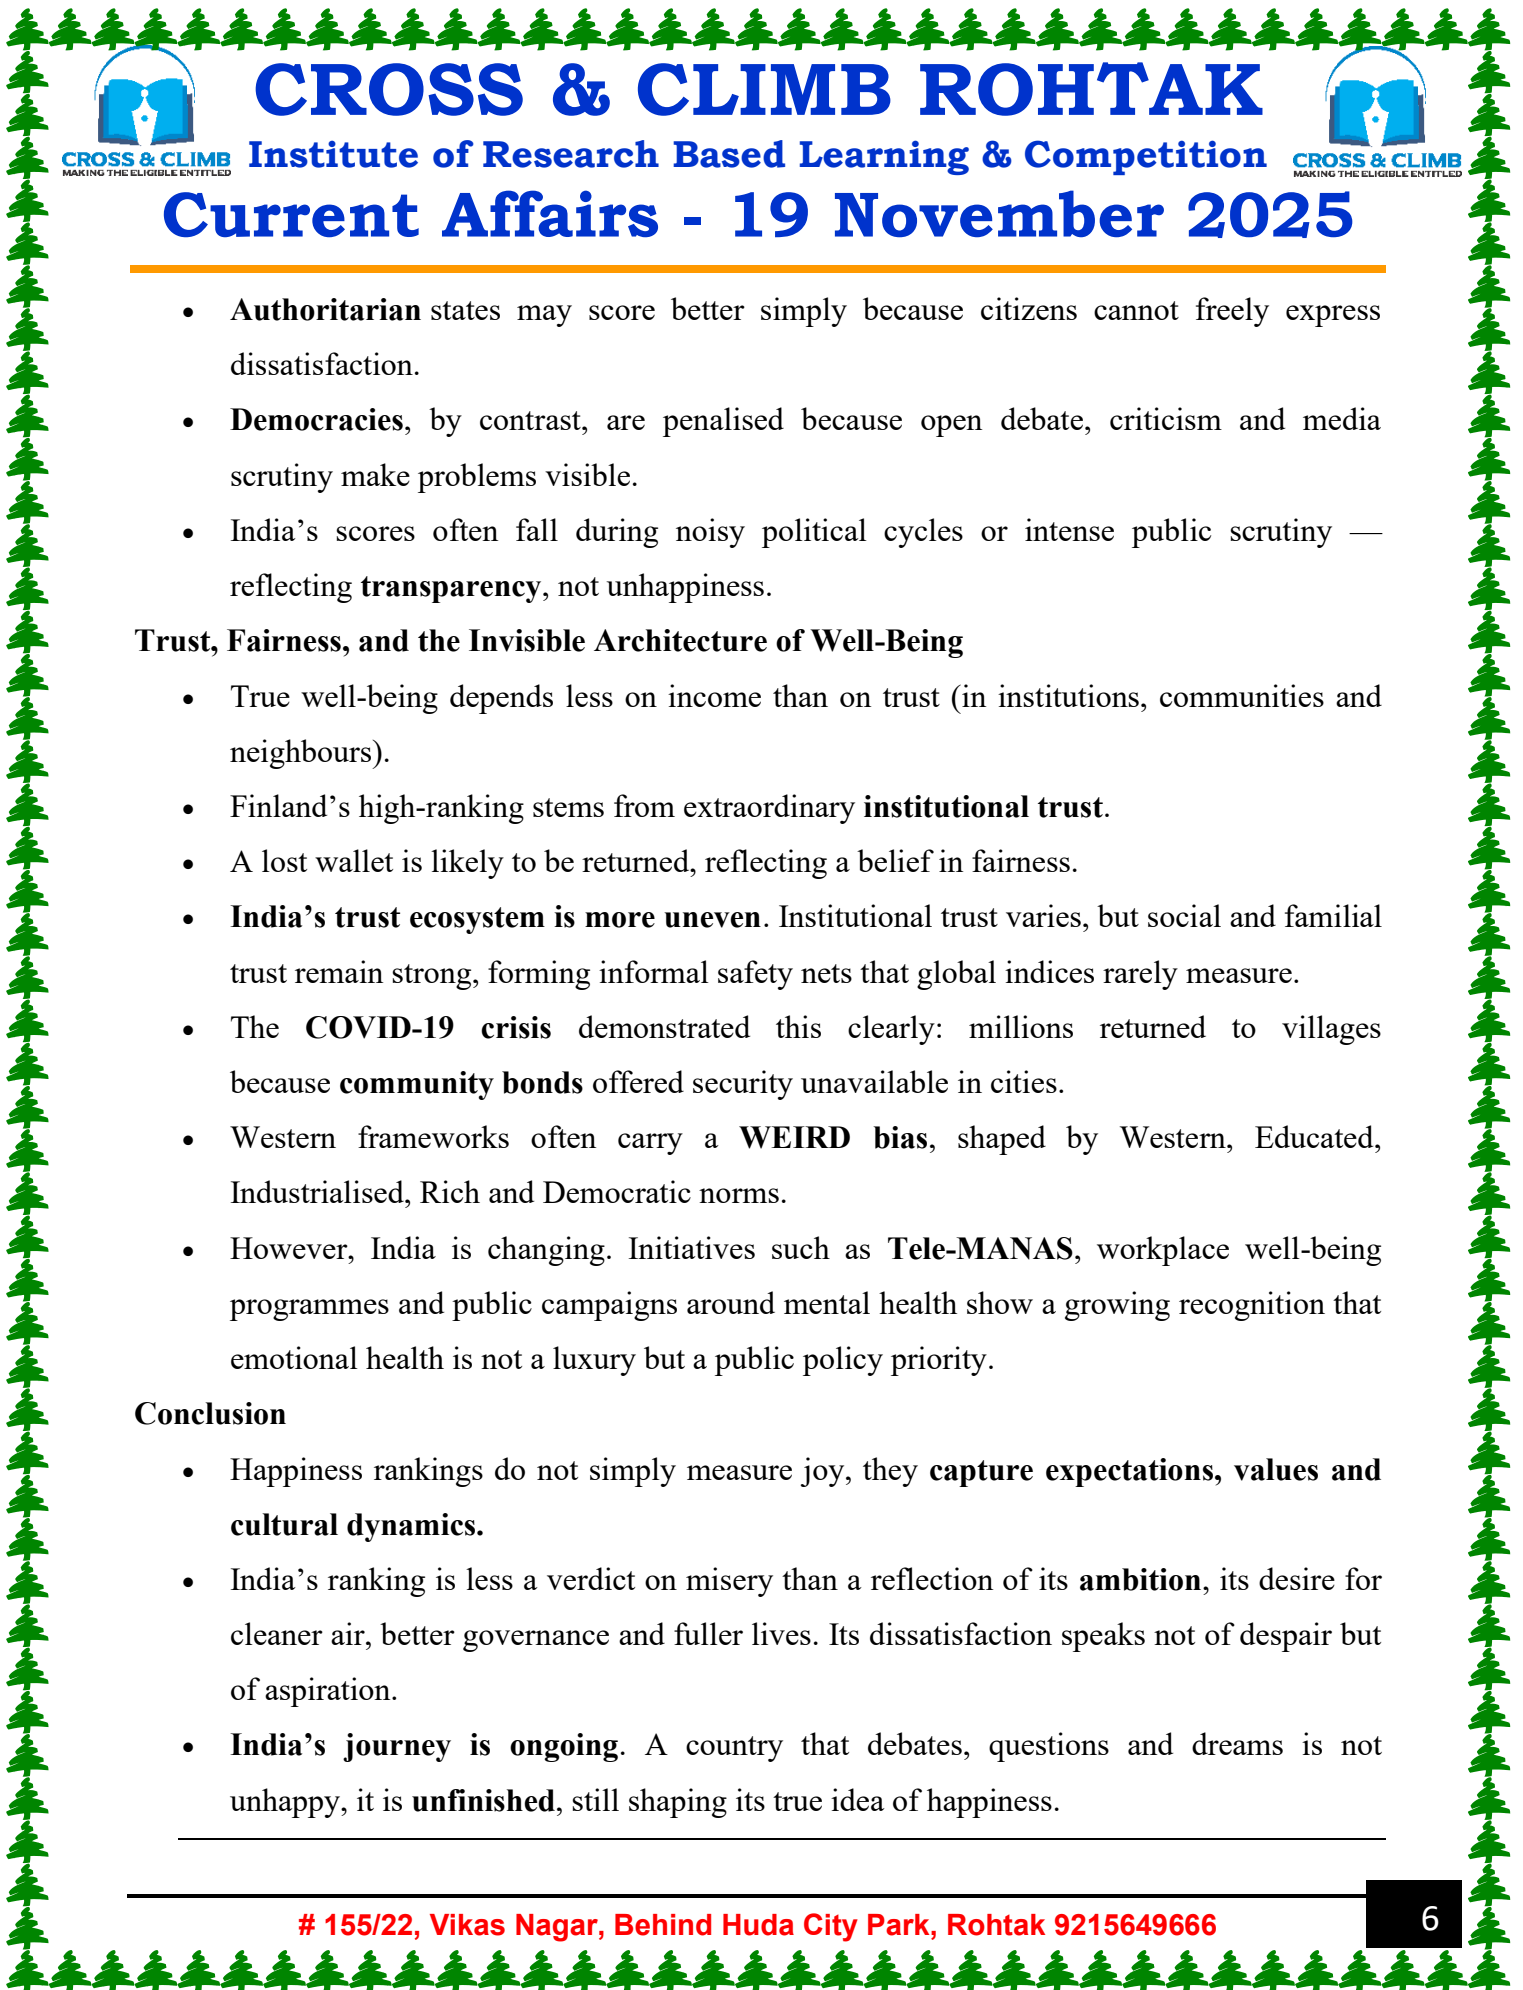 CROSS & CLIMB ROHTAK
CROSS & CLIMB
MAKING THE ELIGIBLE ENTITLED
Institute of Research Based Learning & Competition
CROSS & CLIMB
MAKING THE ELIGIBLE ENTITLED
Current Affairs - 19 November 2025
• Authoritarian states may score better simply because citizens cannot freely express
dissatisfaction.
• Democracies, by contrast, are penalised because open debate, criticism and media
scrutiny make problems visible.
• India’s scores often fall during noisy political cycles or intense public scrutiny —
reflecting transparency, not unhappiness.
Trust, Fairness, and the Invisible Architecture of Well-Being
• True well-being depends less on income than on trust (in institutions, communities and
neighbours).
• Finland’s high-ranking stems from extraordinary institutional trust.
• A lost wallet is likely to be returned, reflecting a belief in fairness.
• India’s trust ecosystem is more uneven. Institutional trust varies, but social and familial
trust remain strong, forming informal safety nets that global indices rarely measure.
• The COVID-19 crisis demonstrated this clearly: millions returned to villages
because community bonds offered security unavailable in cities.
• Western frameworks often carry a WEIRD bias, shaped by Western, Educated,
Industrialised, Rich and Democratic norms.
• However, India is changing. Initiatives such as Tele-MANAS, workplace well-being
programmes and public campaigns around mental health show a growing recognition that
emotional health is not a luxury but a public policy priority.
Conclusion
• Happiness rankings do not simply measure joy, they capture expectations, values and
cultural dynamics.
• India’s ranking is less a verdict on misery than a reflection of its ambition, its desire for
cleaner air, better governance and fuller lives. Its dissatisfaction speaks not of despair but
of aspiration.
• India’s journey is ongoing. A country that debates, questions and dreams is not
unhappy, it is unfinished, still shaping its true idea of happiness.
# 155/22, Vikas Nagar, Behind Huda City Park, Rohtak 9215649666
6